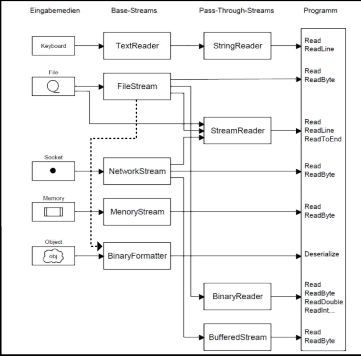 Eingabemedien Base-Streams Pass-Through-Streams Programm
Keyboard TextReader StringReader Read
ReadLine
File
FileStream Read
ReadByte
StreamReader Read
ReadLine
ReadToEnd
Socket
NetworkStream Read
ReadByte
Memory
MenoryStream Read
ReadByte
Object
obj BinaryFormatter Deserialize
BinaryReader Read
ReadByte
ReadDouble
ReadInt...
BufferedStream Read
ReadByte